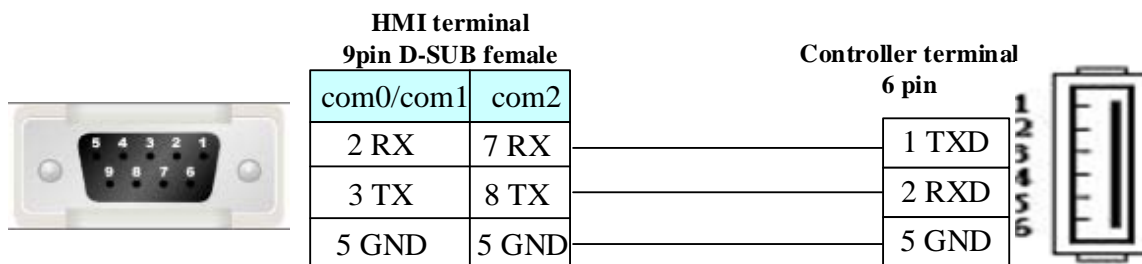 HMI terminal
9pin D-SUB female
com0/com1 com2
2 RX 7 RX
3 TX 8 TX
5 GND 5 GND
Controller terminal
6 pin
1 TXD
2 RXD
5 GND
5 4 3 2 1
9 8 7 6
1
2
3
4
5
6